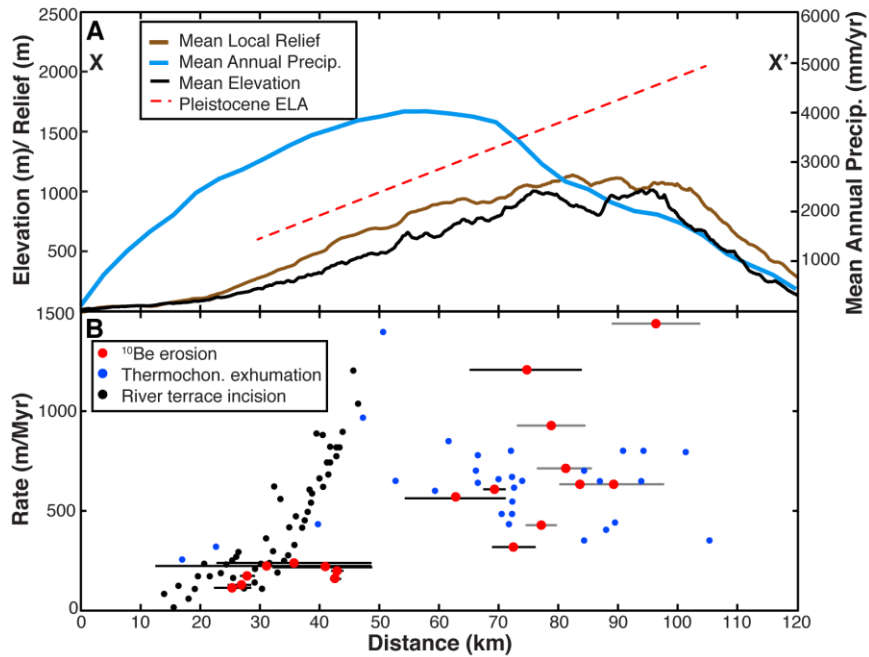 A
X
X'
Mean Local Relief
Mean Annual Precip.
Mean Elevation
Pleistocene ELA
2500
2000
1500
1000
500
0
Elevation (m)/ Relief (m)
6000
5000
4000
3000
2000
1000
Mean Annual Precip. (mm/yr)
B
¹⁰Be erosion
Thermochon. exhumation
River terrace incision
1500
1000
500
0
Rate (m/Myr)
0 10 20 30 40 50 60 70 80 90 100 110 120
Distance (km)